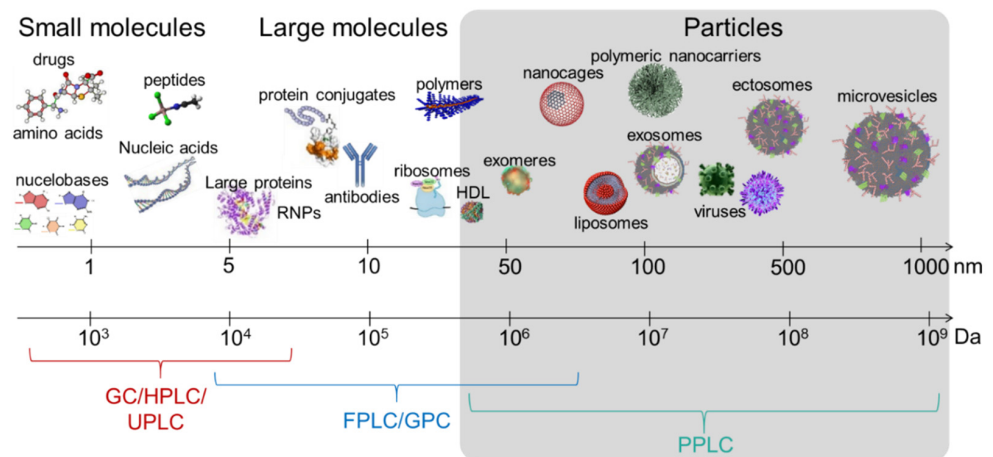 Small molecules
Large molecules
Particles
drugs
amino acids
peptides
Nucleic acids
nucelobases
protein conjugates
Large proteins
RNPs
antibodies
polymers
ribosomes
HDL
exomeres
nanocages
polymeric nanocarriers
exosomes
liposomes
ectosomes
viruses
microvesicles
1 5 10 50 100 500 1000 nm
10³ 10⁴ 10⁵ 10⁶ 10⁷ 10⁸ 10⁹ Da
GC/HPLC/
UPLC
FPLC/GPC
PPLC